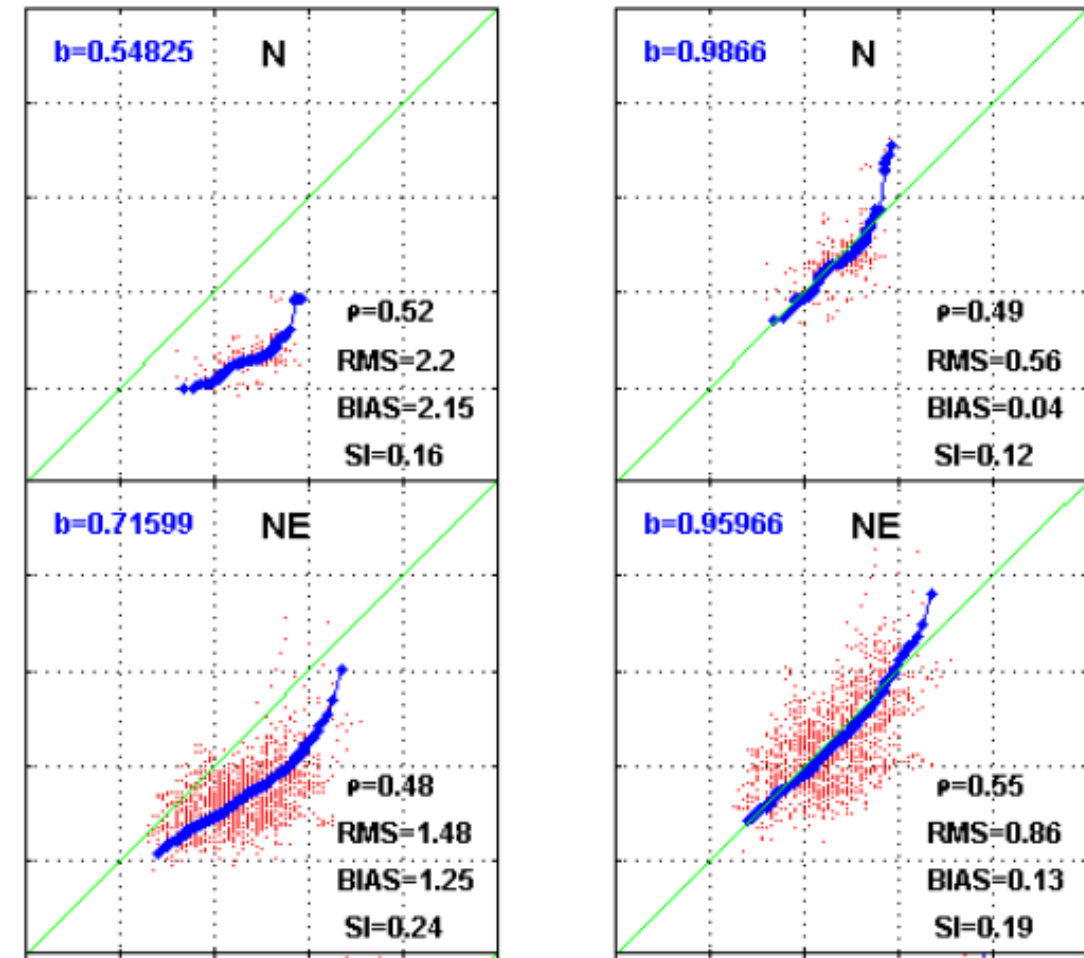 b=0.54825 N
ρ=0.52
RMS=2.2
BIAS=2.15
SI=0.16
b=0.9866 N
ρ=0.49
RMS=0.56
BIAS=0.04
SI=0.12
b=0.71599 NE
ρ=0.48
RMS=1.48
BIAS=1.25
SI=0.24
b=0.95966 NE
ρ=0.55
RMS=0.86
BIAS=0.13
SI=0.19